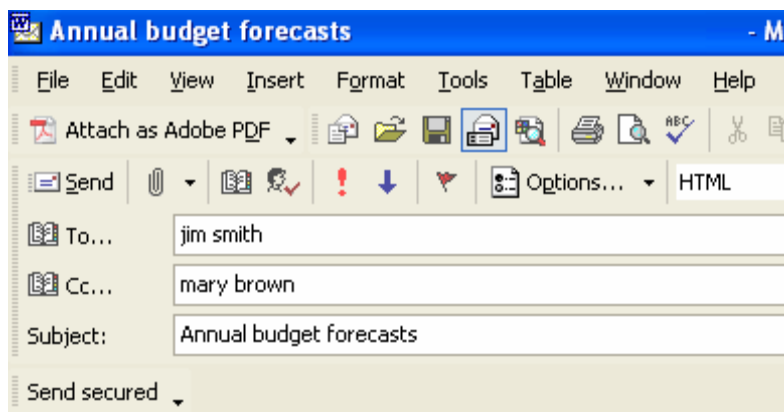 Annual budget forecasts - M
File Edit View Insert Format Tools Table Window Help
Attach as Adobe PDF ABC
Send Options... HTML
To... jim smith
Cc... mary brown
Subject: Annual budget forecasts
Send secured